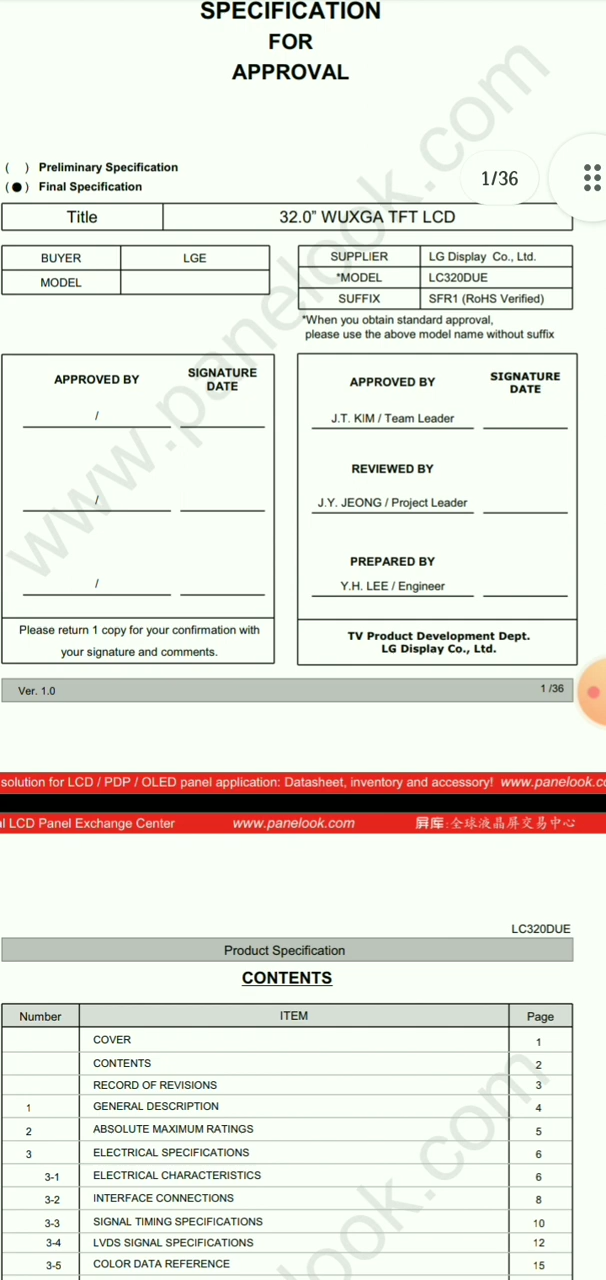 SPECIFICATION
FOR
APPROVAL
( ) Preliminary Specification
(●) Final Specification
1/36
Title 32.0” WUXGA TFT LCD
BUYER LGE
MODEL
SUPPLIER LG Display Co., Ltd.
*MODEL LC320DUE
SUFFIX SFR1 (RoHS Verified)
*When you obtain standard approval,
please use the above model name without suffix
APPROVED BY SIGNATURE DATE
/
/
/
Please return 1 copy for your confirmation with
your signature and comments.
APPROVED BY SIGNATURE DATE
J.T. KIM / Team Leader
REVIEWED BY
J.Y. JEONG / Project Leader
PREPARED BY
Y.H. LEE / Engineer
TV Product Development Dept.
LG Display Co., Ltd.
www.panelook.com
Ver. 1.0 1 /36
solution for LCD / PDP / OLED panel application: Datasheet, inventory and accessory! www.panelook.co
al LCD Panel Exchange Center www.panelook.com 屏库:全球液晶屏交易中心
LC320DUE
Product Specification
CONTENTS
Number ITEM Page
COVER 1
CONTENTS 2
RECORD OF REVISIONS 3
1 GENERAL DESCRIPTION 4
2 ABSOLUTE MAXIMUM RATINGS 5
3 ELECTRICAL SPECIFICATIONS 6
3-1 ELECTRICAL CHARACTERISTICS 6
3-2 INTERFACE CONNECTIONS 8
3-3 SIGNAL TIMING SPECIFICATIONS 10
3-4 LVDS SIGNAL SPECIFICATIONS 12
3-5 COLOR DATA REFERENCE 15
ook.com